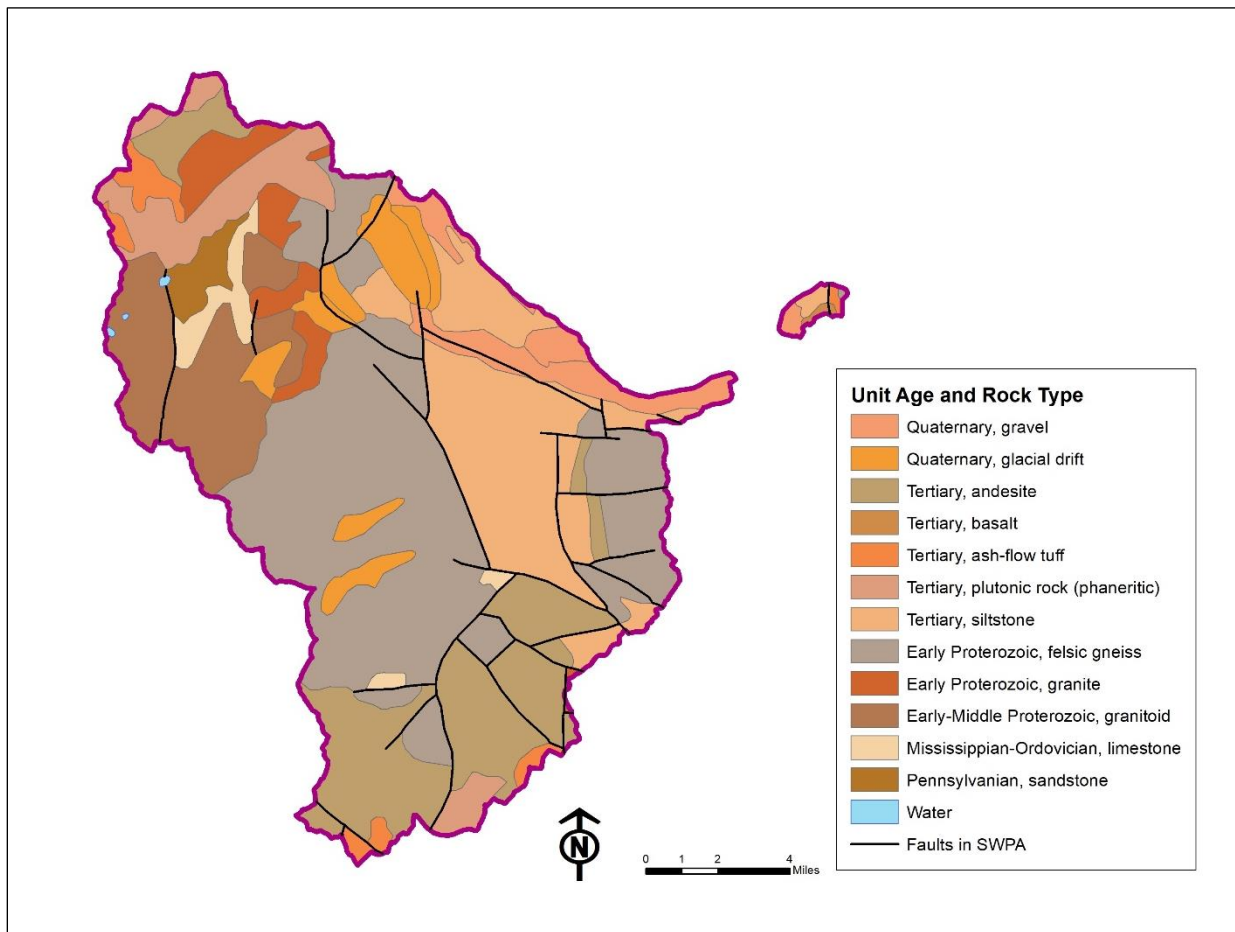 Unit Age and Rock Type
Quaternary, gravel
Quaternary, glacial drift
Tertiary, andesite
Tertiary, basalt
Tertiary, ash-flow tuff
Tertiary, plutonic rock (phaneritic)
Tertiary, siltstone
Early Proterozoic, felsic gneiss
Early Proterozoic, granite
Early-Middle Proterozoic, granitoid
Mississippian-Ordovician, limestone
Pennsylvanian, sandstone
Water
Faults in SWPA
N
0 1 2 4
Miles